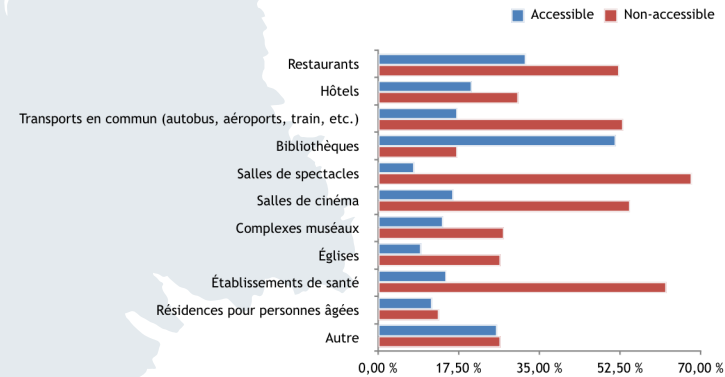 Accessible Non-accessible
Restaurants
Hôtels
Transports en commun (autobus, aéroports, train, etc.)
Bibliothèques
Salles de spectacles
Salles de cinéma
Complexes muséaux
Églises
Établissements de santé
Résidences pour personnes âgées
Autre
0,00 % 17,50 % 35,00 % 52,50 % 70,00 %